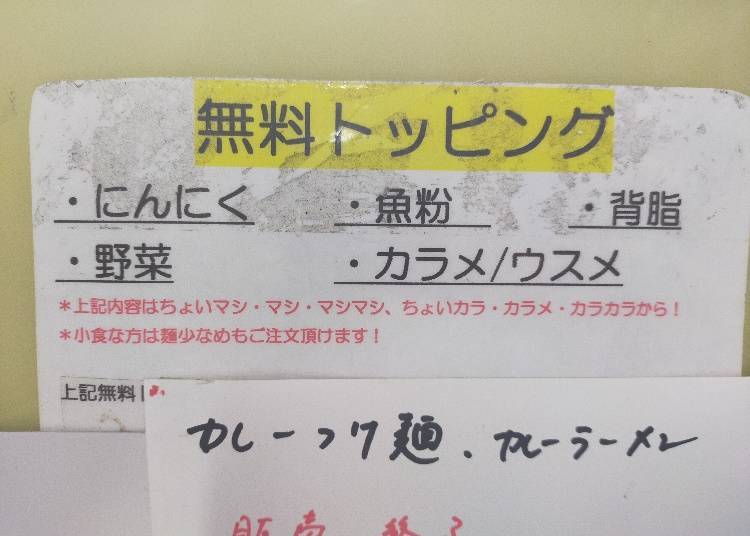 無料トッピング
・にんにく ・魚粉 ・背脂
・野菜 ・カラメ/ウスメ
*上記内容はちょいマシ・マシ・マシマシ、ちょいカラ・カラメ・カラカラから!
*小食な方は麺少なめもご注文頂けます!
上記無料
カレーつけ麺、カレーラーメン
販売 終了